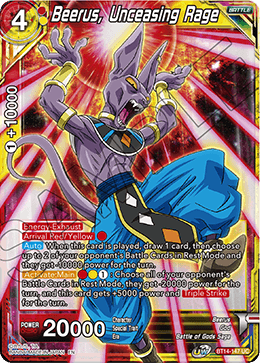 4
Beerus, Unceasing Rage
BATTLE
1 +10000
Energy-Exhaust
Arrival Red/Yellow
Auto When this card is played, draw 1 card, then choose
up to 2 of your opponent's Battle Cards in Rest Mode and
they get -10000 power for the turn.
Activate:Main 1 : Choose all of your opponent's
Battle Cards in Rest Mode, they get -20000 power for the
turn, and this card gets +5000 power and Triple Strike
for the turn.
POWER
20000
Character
Beerus
Special Trait
God
Era
Battle of Gods Saga
BT14-147 UC